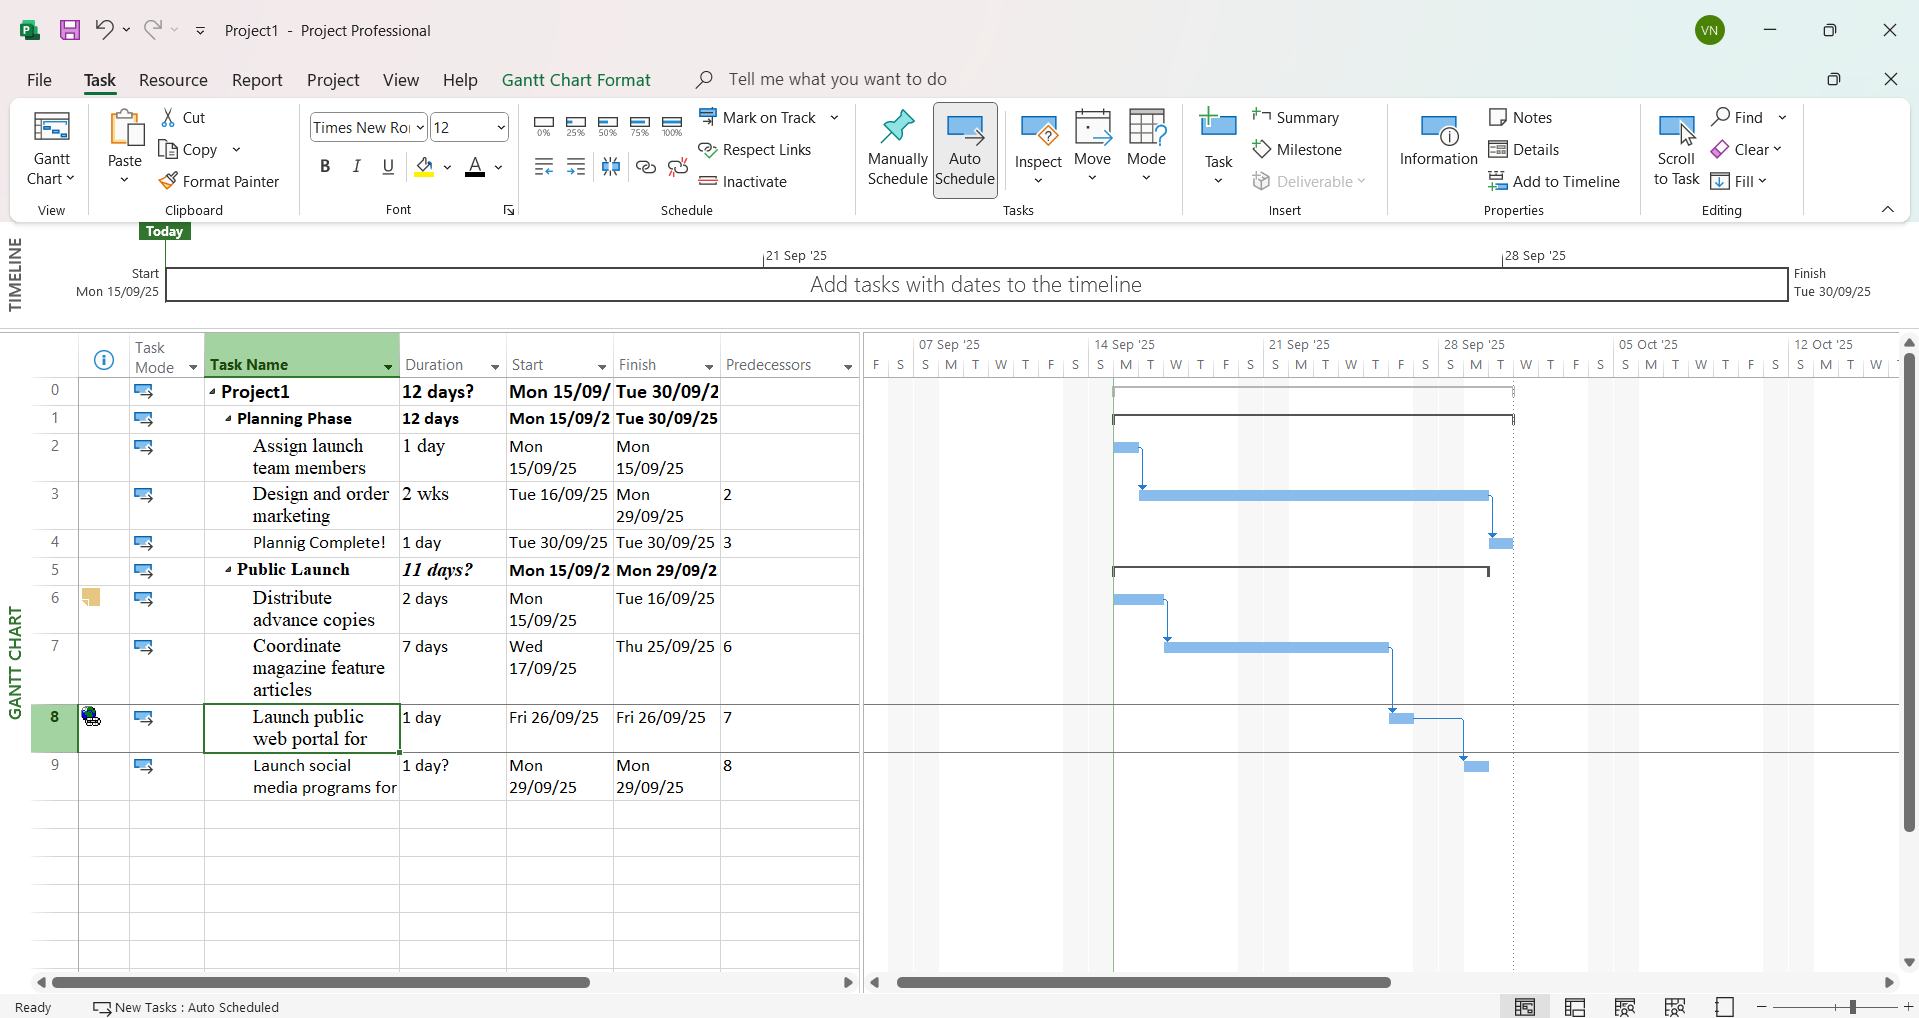 Project1 - Project Professional
VN
File Task Resource Report Project View Help Gantt Chart Format Tell me what you want to do
Gantt Chart
View
Paste
Cut
Copy
Format Painter
Clipboard
Times New Ro 12
B I U A
Font
0% 25% 50% 75% 100%
Mark on Track
Respect Links
Inactivate
Schedule
Manually Schedule
Auto Schedule
Inspect
Move
Mode
Tasks
Task
Summary
Milestone
Deliverable
Insert
Information
Notes
Details
Add to Timeline
Properties
Scroll to Task
Find
Clear
Fill
Editing
TIMELINE
Today
21 Sep '25
28 Sep '25
Start
Mon 15/09/25
Add tasks with dates to the timeline
Finish
Tue 30/09/25
GANTT CHART
Task Mode Task Name Duration Start Finish Predecessors
07 Sep '25 14 Sep '25 21 Sep '25 28 Sep '25 05 Oct '25 12 Oct '25
F S S M T W T F S S M T W T F S S M T W T F S S M T W T F S S M T W T F S S M T W
0 Project1 12 days? Mon 15/09/ Tue 30/09/2
1 Planning Phase 12 days Mon 15/09/2 Tue 30/09/25
2 Assign launch team members 1 day Mon 15/09/25 Mon 15/09/25
3 Design and order marketing 2 wks Tue 16/09/25 Mon 29/09/25 2
4 Plannig Complete! 1 day Tue 30/09/25 Tue 30/09/25 3
5 Public Launch 11 days? Mon 15/09/2 Mon 29/09/2
6 Distribute advance copies 2 days Mon 15/09/25 Tue 16/09/25
7 Coordinate magazine feature articles 7 days Wed 17/09/25 Thu 25/09/25 6
8 Launch public web portal for 1 day Fri 26/09/25 Fri 26/09/25 7
9 Launch social media programs for 1 day? Mon 29/09/25 Mon 29/09/25 8
Ready New Tasks : Auto Scheduled